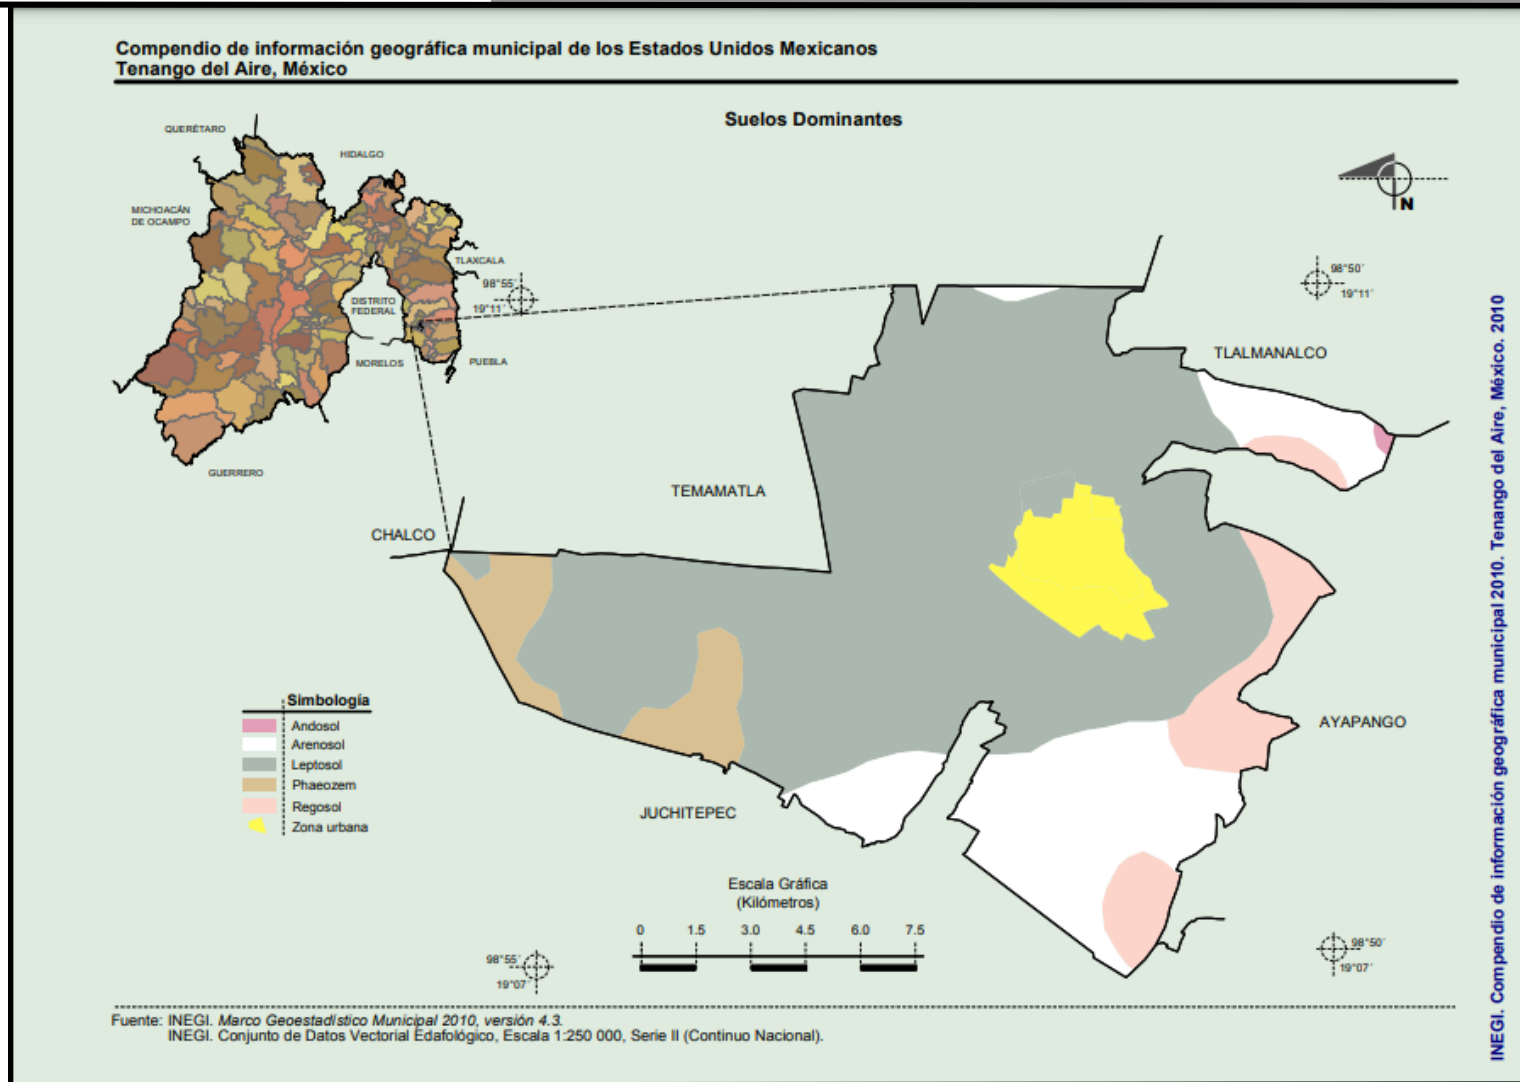 Compendio de información geográfica municipal de los Estados Unidos Mexicanos
Tenango del Aire, México
Suelos Dominantes
QUERÉTARO
HIDALGO
MICHOACÁN
DE OCAMPO
TLAXCALA
DISTRITO
FEDERAL
MORELOS
PUEBLA
GUERRERO
N
98°55´
19°11´
98°50´
19°11´
TLALMANALCO
TEMAMATLA
CHALCO
AYAPANGO
JUCHITEPEC
Simbología
Andosol
Arenosol
Leptosol
Phaeozem
Regosol
Zona urbana
Escala Gráfica
(Kilómetros)
0 1.5 3.0 4.5 6.0 7.5
98°55´
19°07´
98°50´
19°07´
Fuente: INEGI. Marco Geoestadístico Municipal 2010, versión 4.3.
INEGI. Conjunto de Datos Vectorial Edafológico, Escala 1:250 000, Serie II (Continuo Nacional).
INEGI. Compendio de información geográfica municipal 2010. Tenango del Aire, México. 2010